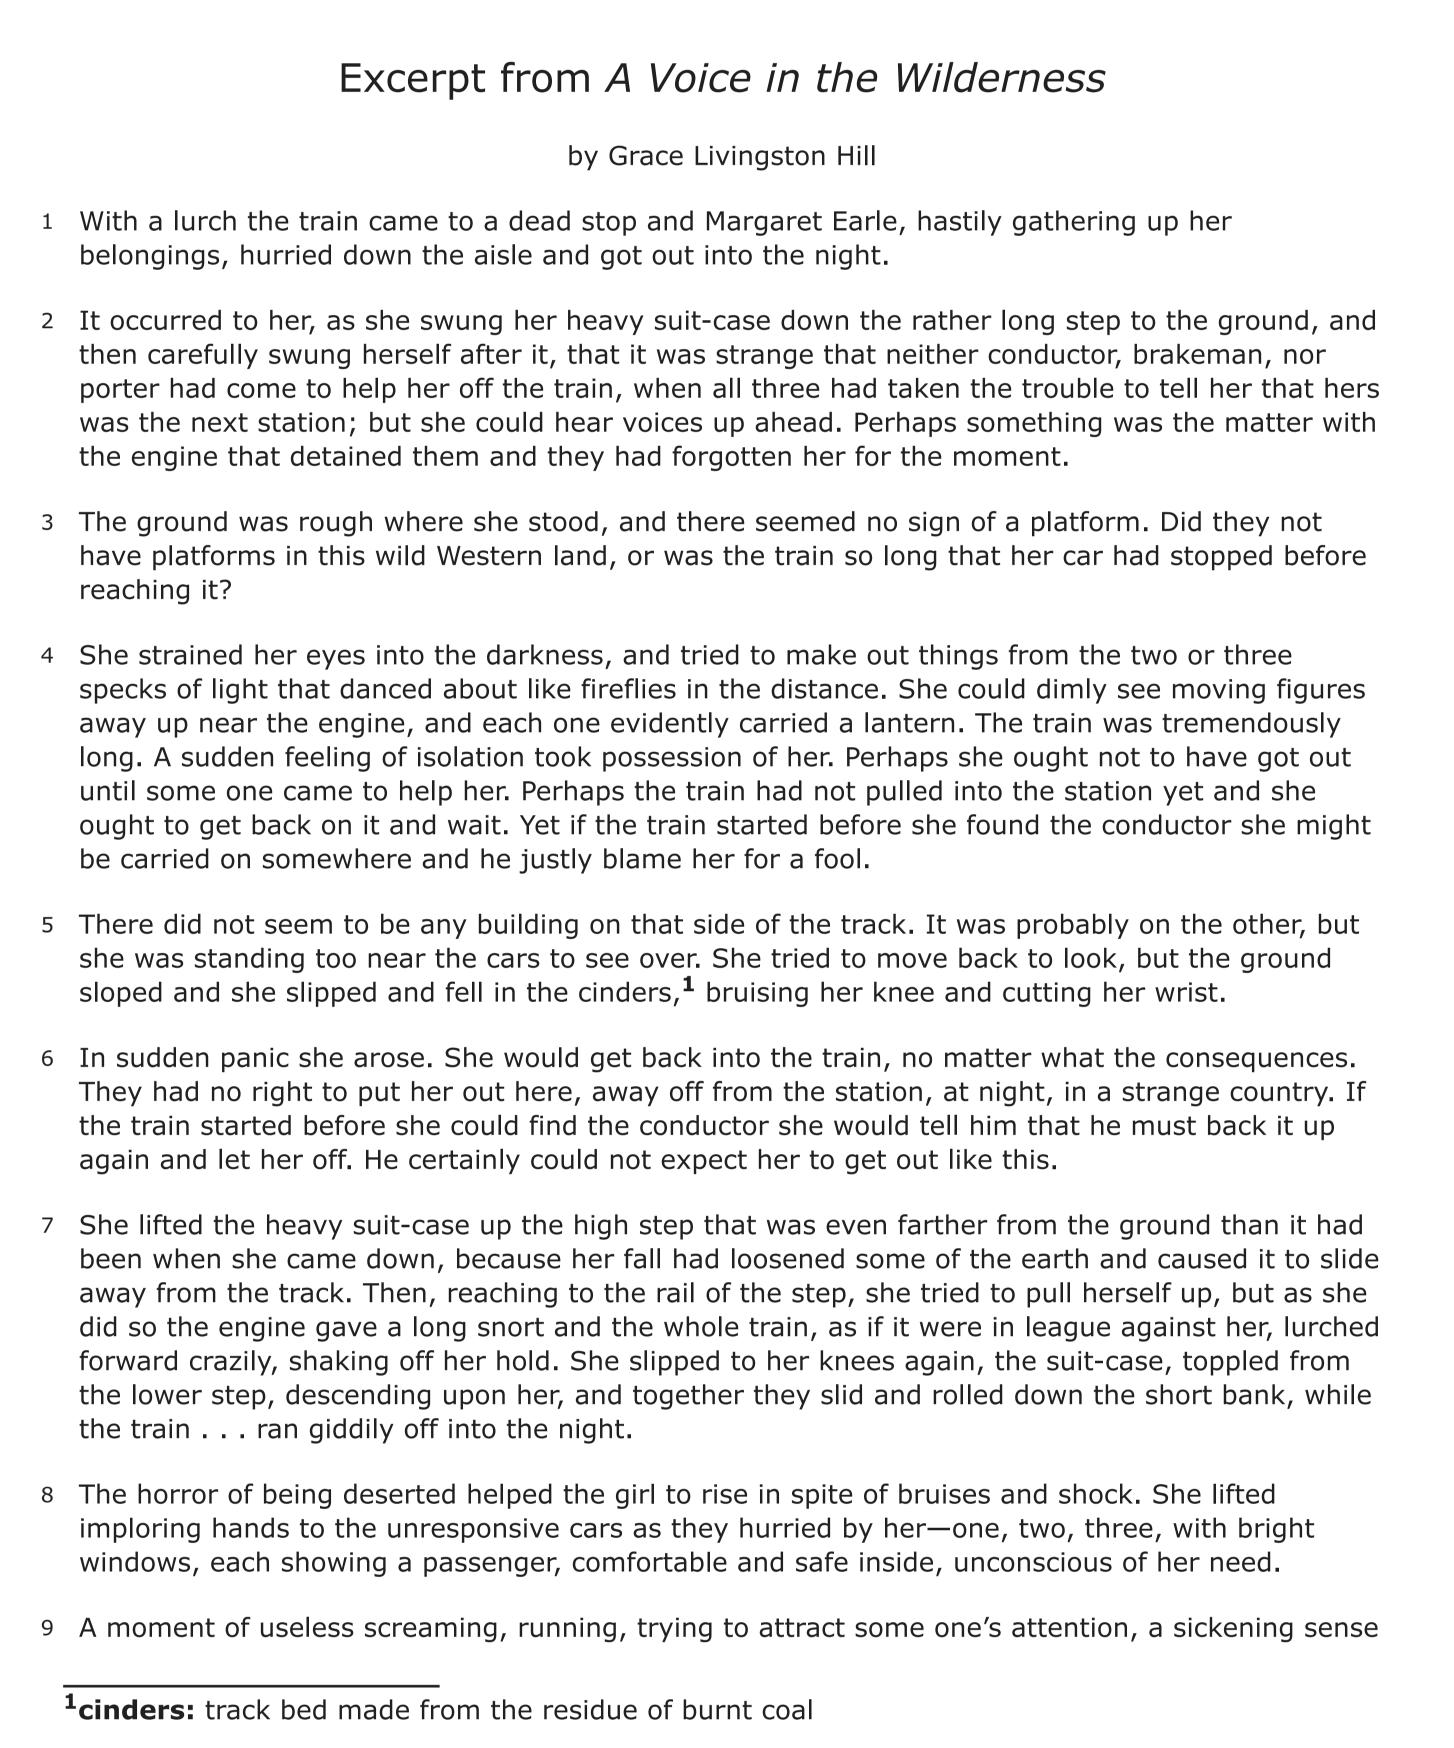 Excerpt from A Voice in the Wilderness
by Grace Livingston Hill
1 With a lurch the train came to a dead stop and Margaret Earle, hastily gathering up her
belongings, hurried down the aisle and got out into the night.
2 It occurred to her, as she swung her heavy suit-case down the rather long step to the ground, and
then carefully swung herself after it, that it was strange that neither conductor, brakeman, nor
porter had come to help her off the train, when all three had taken the trouble to tell her that hers
was the next station; but she could hear voices up ahead. Perhaps something was the matter with
the engine that detained them and they had forgotten her for the moment.
3 The ground was rough where she stood, and there seemed no sign of a platform. Did they not
have platforms in this wild Western land, or was the train so long that her car had stopped before
reaching it?
4 She strained her eyes into the darkness, and tried to make out things from the two or three
specks of light that danced about like fireflies in the distance. She could dimly see moving figures
away up near the engine, and each one evidently carried a lantern. The train was tremendously
long. A sudden feeling of isolation took possession of her. Perhaps she ought not to have got out
until some one came to help her. Perhaps the train had not pulled into the station yet and she
ought to get back on it and wait. Yet if the train started before she found the conductor she might
be carried on somewhere and he justly blame her for a fool.
5 There did not seem to be any building on that side of the track. It was probably on the other, but
she was standing too near the cars to see over. She tried to move back to look, but the ground
sloped and she slipped and fell in the cinders,1 bruising her knee and cutting her wrist.
6 In sudden panic she arose. She would get back into the train, no matter what the consequences.
They had no right to put her out here, away off from the station, at night, in a strange country. If
the train started before she could find the conductor she would tell him that he must back it up
again and let her off. He certainly could not expect her to get out like this.
7 She lifted the heavy suit-case up the high step that was even farther from the ground than it had
been when she came down, because her fall had loosened some of the earth and caused it to slide
away from the track. Then, reaching to the rail of the step, she tried to pull herself up, but as she
did so the engine gave a long snort and the whole train, as if it were in league against her, lurched
forward crazily, shaking off her hold. She slipped to her knees again, the suit-case, toppled from
the lower step, descending upon her, and together they slid and rolled down the short bank, while
the train . . . ran giddily off into the night.
8 The horror of being deserted helped the girl to rise in spite of bruises and shock. She lifted
imploring hands to the unresponsive cars as they hurried by her—one, two, three, with bright
windows, each showing a passenger, comfortable and safe inside, unconscious of her need.
9 A moment of useless screaming, running, trying to attract some one’s attention, a sickening sense
1cinders: track bed made from the residue of burnt coal